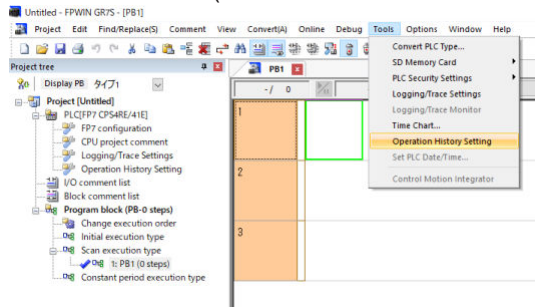 Untitled - FPWIN GR7S - [PB1]
Project Edit Find/Replace(S) Comment View Convert(A) Online Debug Tools Options Window Help
Project tree
Display PB タイプ1
Project [Untitled]
PLC[FP7 CPS4RE/41E]
FP7 configuration
CPU project comment
Logging/Trace Settings
Operation History Setting
I/O comment list
Block comment list
Program block (PB-0 steps)
Change execution order
Initial execution type
Scan execution type
1: PB1 (0 steps)
Constant period execution type
PB1
-/ 0
1
2
3
Convert PLC Type...
SD Memory Card
PLC Security Settings
Logging/Trace Settings
Logging/Trace Monitor
Time Chart...
Operation History Setting
Set PLC Date/Time...
Control Motion Integrator